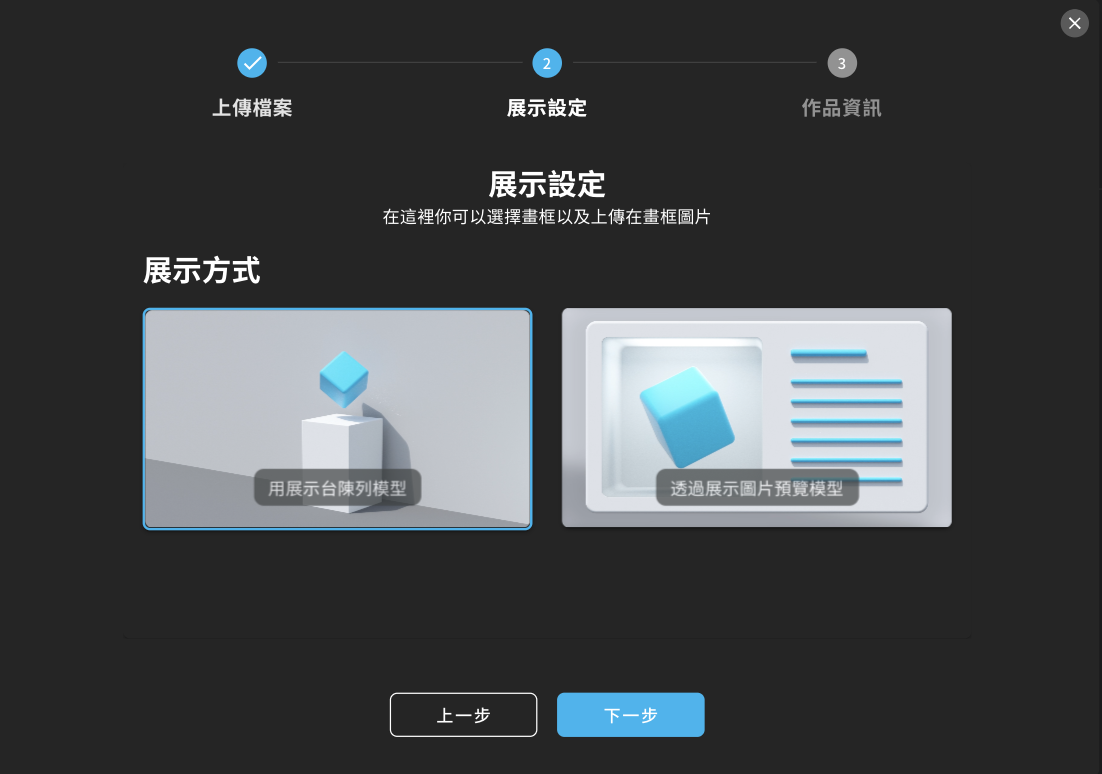 2
3
上傳檔案
展示設定
作品資訊
展示設定
在這裡你可以選擇畫框以及上傳在畫框圖片
展示方式
用展示台陳列模型
透過展示圖片預覽模型
上一步
下一步